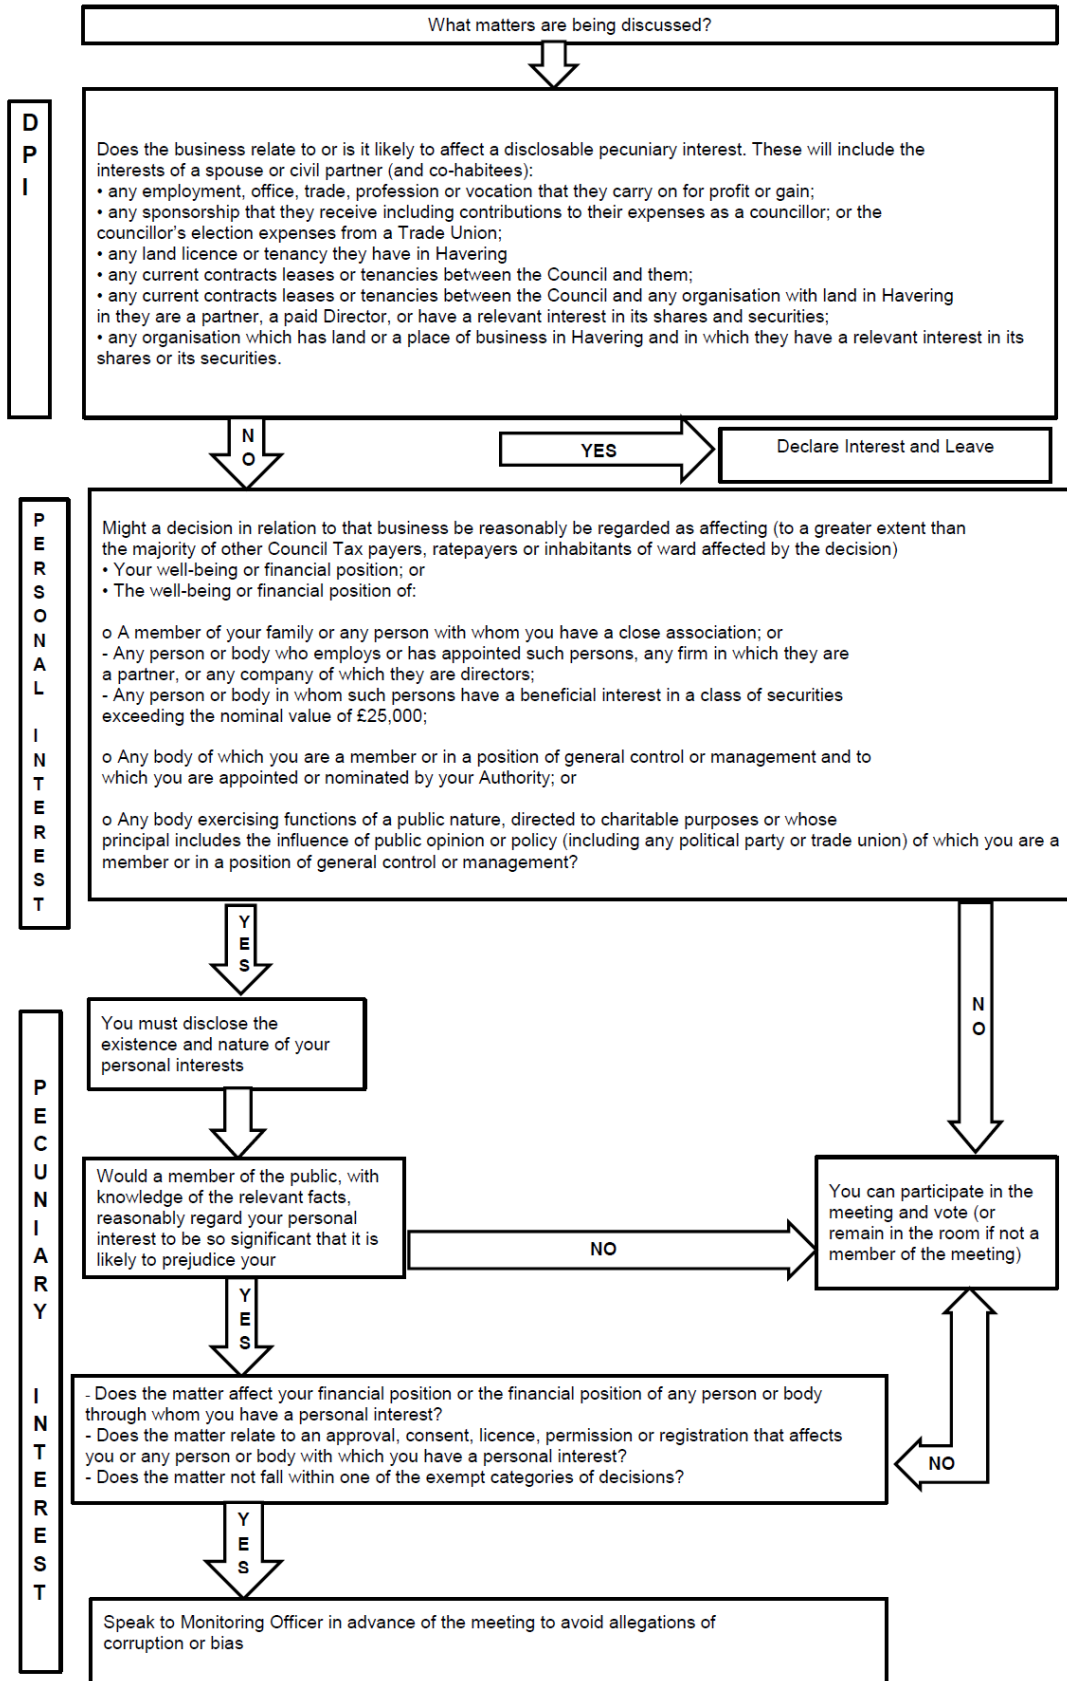 What matters are being discussed?
D
P
I
Does the business relate to or is it likely to affect a disclosable pecuniary interest. These will include the
interests of a spouse or civil partner (and co-habitees):
• any employment, office, trade, profession or vocation that they carry on for profit or gain;
• any sponsorship that they receive including contributions to their expenses as a councillor; or the
councillor's election expenses from a Trade Union;
• any land licence or tenancy they have in Havering
• any current contracts leases or tenancies between the Council and them;
• any current contracts leases or tenancies between the Council and any organisation with land in Havering
in they are a partner, a paid Director, or have a relevant interest in its shares and securities;
• any organisation which has land or a place of business in Havering and in which they have a relevant interest in its
shares or its securities.
N
O
YES
Declare Interest and Leave
P
E
R
S
O
N
A
L
I
N
T
E
R
E
S
T
Might a decision in relation to that business be reasonably be regarded as affecting (to a greater extent than
the majority of other Council Tax payers, ratepayers or inhabitants of ward affected by the decision)
• Your well-being or financial position; or
• The well-being or financial position of:
o A member of your family or any person with whom you have a close association; or
- Any person or body who employs or has appointed such persons, any firm in which they are
a partner, or any company of which they are directors;
- Any person or body in whom such persons have a beneficial interest in a class of securities
exceeding the nominal value of £25,000;
o Any body of which you are a member or in a position of general control or management and to
which you are appointed or nominated by your Authority; or
o Any body exercising functions of a public nature, directed to charitable purposes or whose
principal includes the influence of public opinion or policy (including any political party or trade union) of which you are a
member or in a position of general control or management?
Y
E
S
N
O
P
E
C
U
N
I
A
R
Y
I
N
T
E
R
E
S
T
You must disclose the
existence and nature of your
personal interests
Would a member of the public, with
knowledge of the relevant facts,
reasonably regard your personal
interest to be so significant that it is
likely to prejudice your
NO
You can participate in the
meeting and vote (or
remain in the room if not a
member of the meeting)
Y
E
S
- Does the matter affect your financial position or the financial position of any person or body
through whom you have a personal interest?
- Does the matter relate to an approval, consent, licence, permission or registration that affects
you or any person or body with which you have a personal interest?
- Does the matter not fall within one of the exempt categories of decisions?
NO
Y
E
S
Speak to Monitoring Officer in advance of the meeting to avoid allegations of
corruption or bias